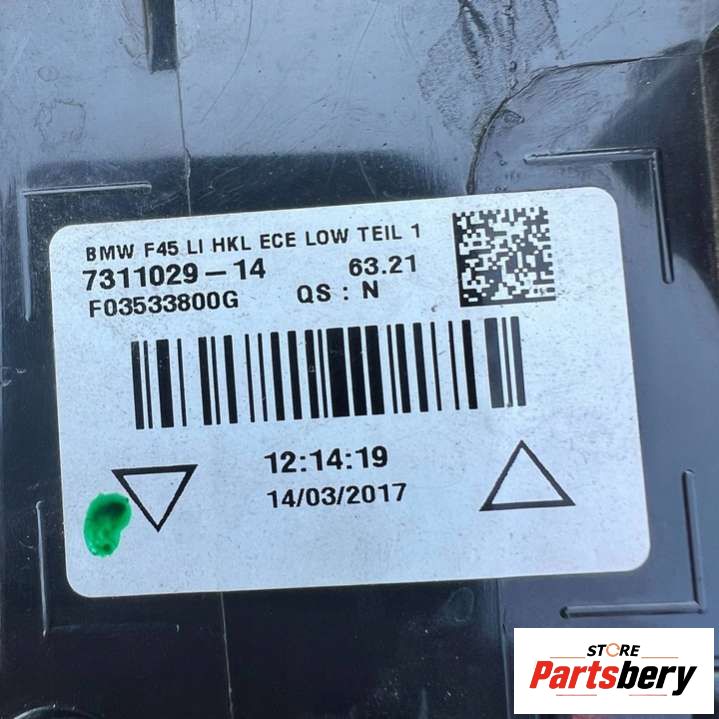 BMW F45 LI HKL ECE LOW TEIL 1
7311029-14 63.21
F03533800G QS : N
12:14:19
14/03/2017
STORE
Partsbery